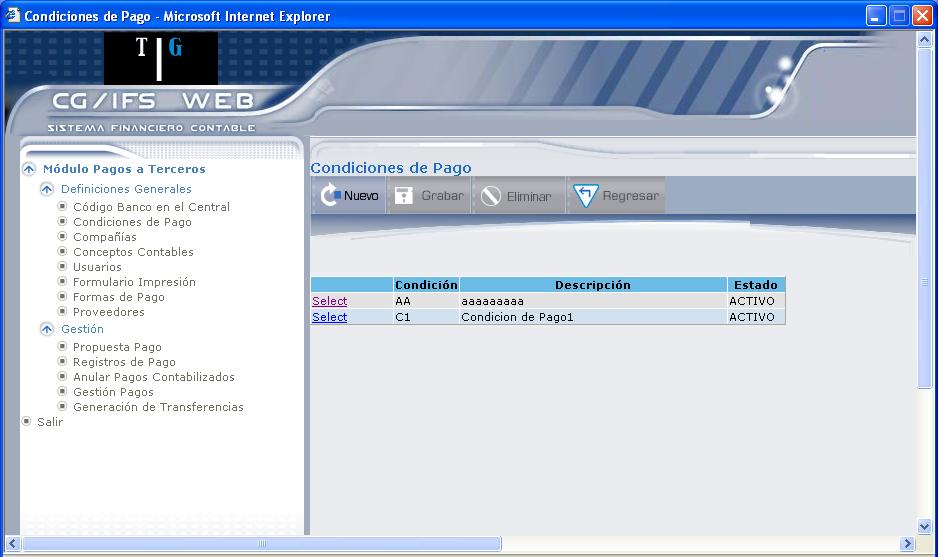 Condiciones de Pago - Microsoft Internet Explorer
T G
CG/IFS WEB
SISTEMA FINANCIERO CONTABLE
Módulo Pagos a Terceros
Definiciones Generales
Código Banco en el Central
Condiciones de Pago
Compañías
Conceptos Contables
Usuarios
Formulario Impresión
Formas de Pago
Proveedores
Gestión
Propuesta Pago
Registros de Pago
Anular Pagos Contabilizados
Gestión Pagos
Generación de Transferencias
Salir
Condiciones de Pago
Nuevo Grabar Eliminar Regresar
Condición Descripción Estado
Select AA aaaaaaaaa ACTIVO
Select C1 Condicion de Pago1 ACTIVO